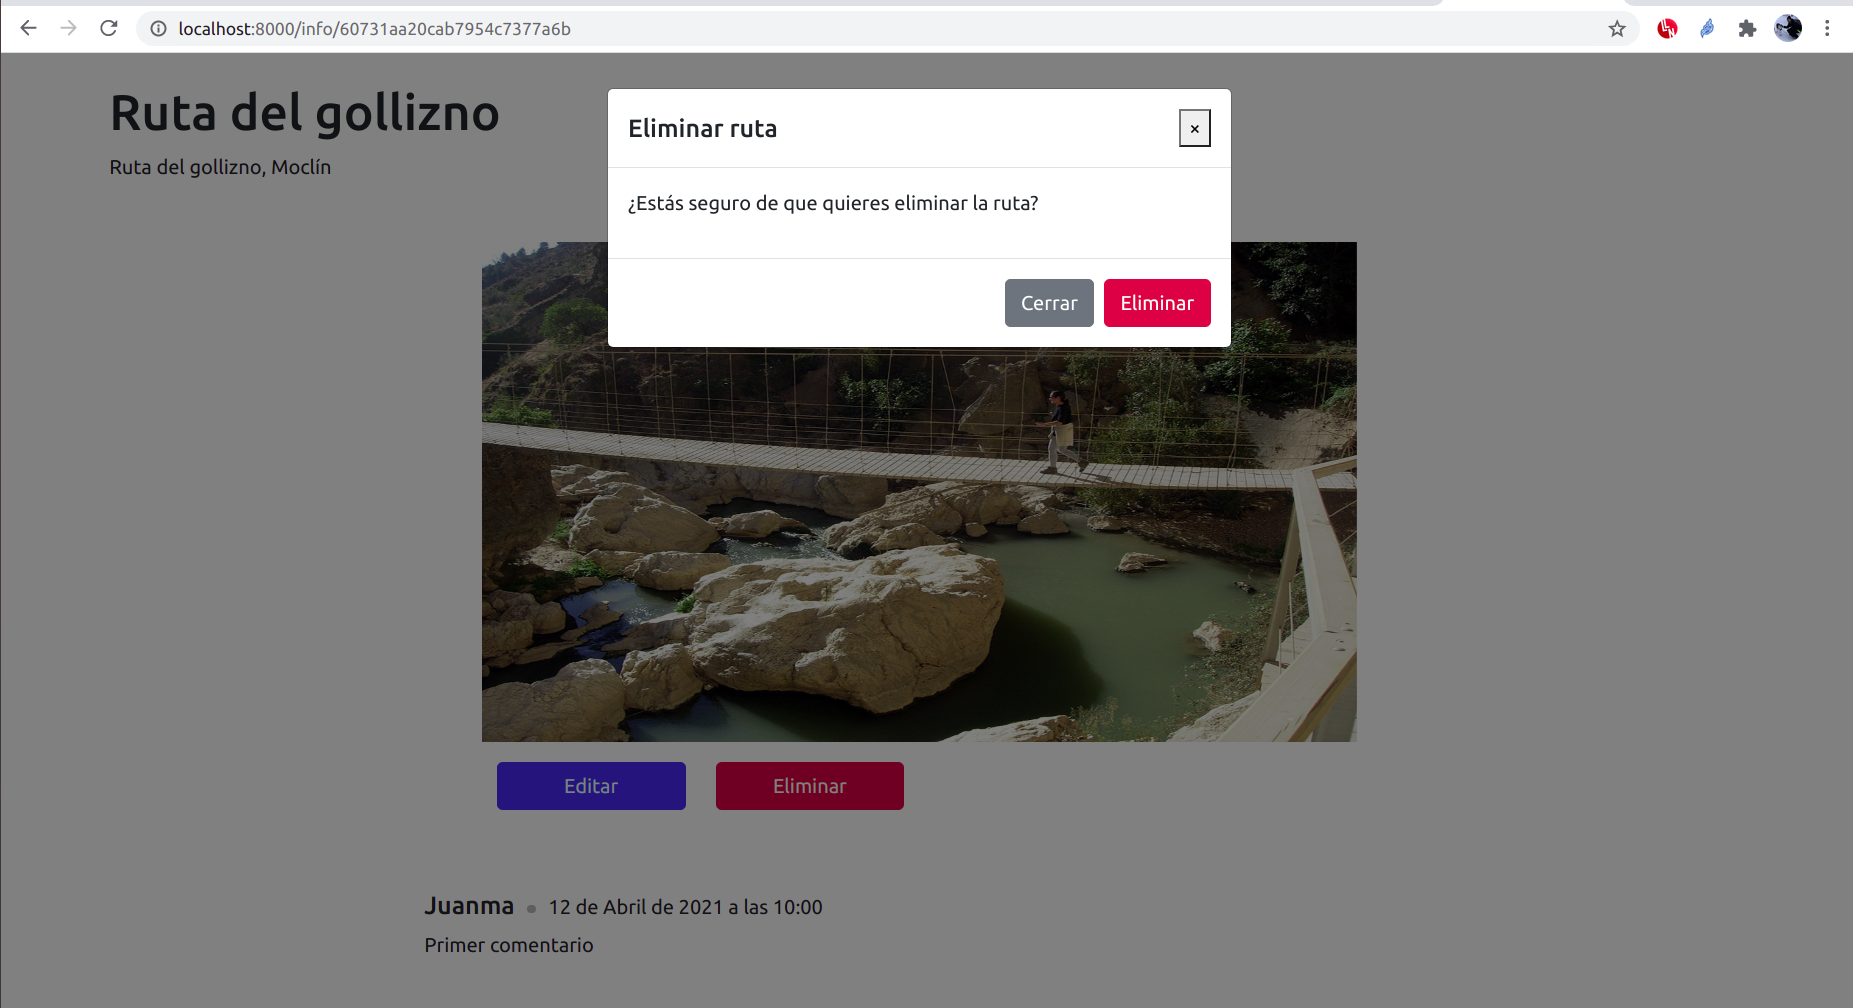 localhost:8000/info/60731aa20cab7954c7377a6b
Ruta del gollizno
Ruta del gollizno, Moclín
Eliminar ruta
×
¿Estás seguro de que quieres eliminar la ruta?
Cerrar Eliminar
Editar Eliminar
Juanma 12 de Abril de 2021 a las 10:00
Primer comentario